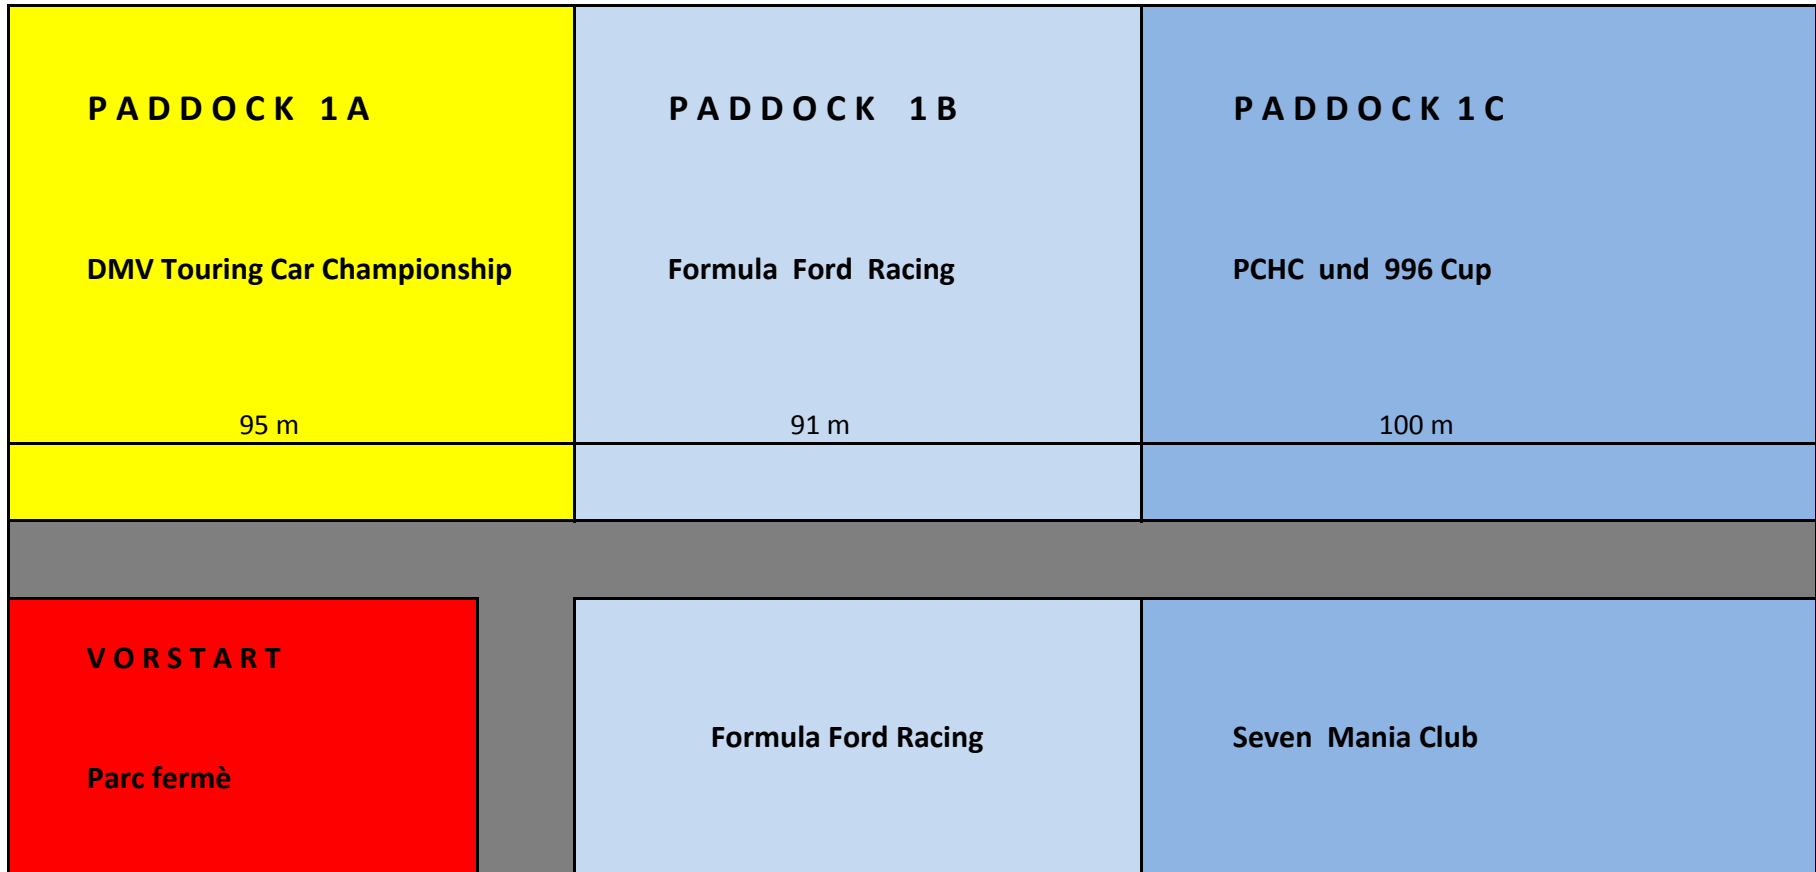 PADDOCK 1A
PADDOCK 1B
PADDOCK 1C
DMV Touring Car Championship
Formula Ford Racing
PCHC und 996 Cup
95 m
91 m
100 m
VORSTART
Formula Ford Racing
Seven Mania Club
Parc fermè